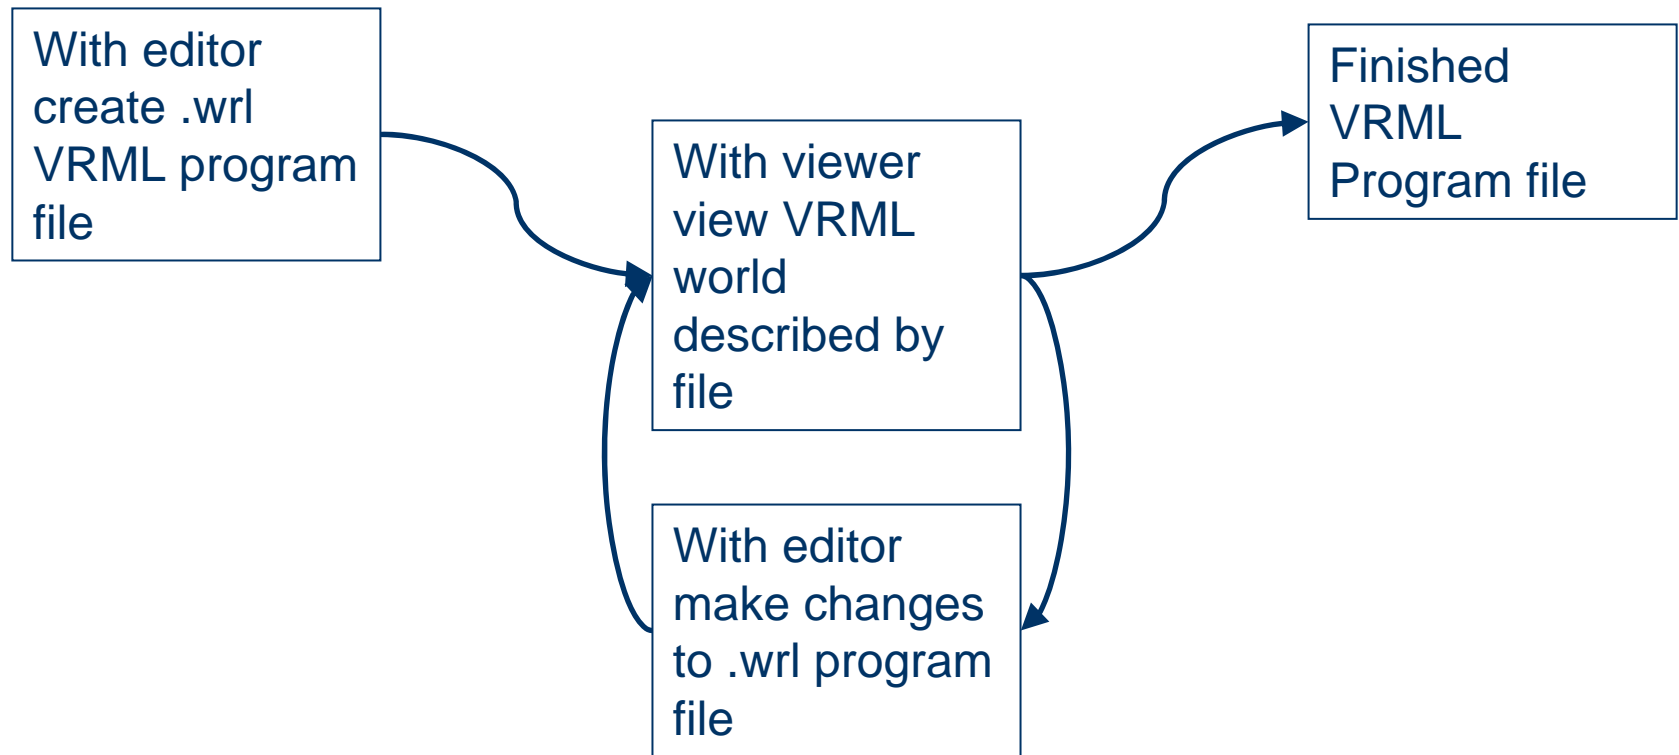 With editor
create .wrl
VRML program
file
With viewer
view VRML
world
described by
file
With editor
make changes
to .wrl program
file
Finished
VRML
Program file